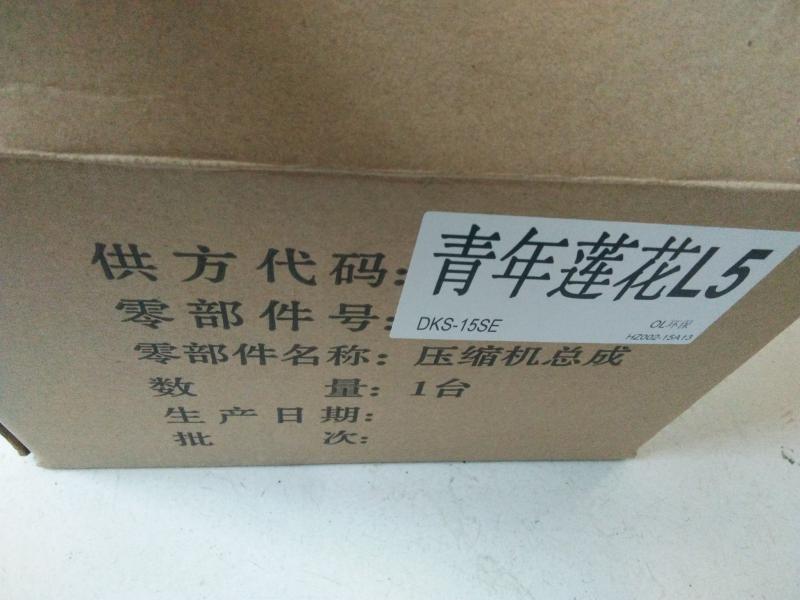 青年莲花L5
DKS-15SE
OL环保
HZ002-15A13
供方代码:
零部件号:
零部件名称: 压缩机总成
数 量: 1台
生产日期:
批 次: